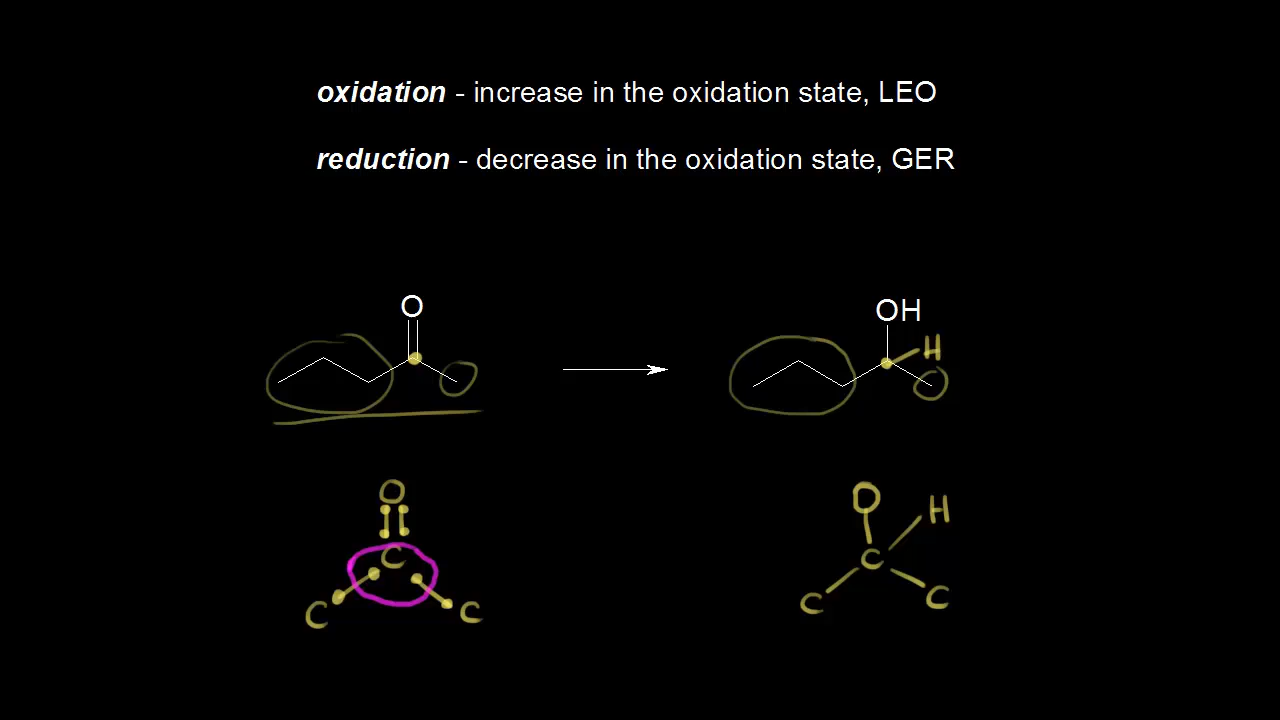 oxidation - increase in the oxidation state, LEO
reduction - decrease in the oxidation state, GER
O
OH
H
O
C
C
C
O
H
C
C
C